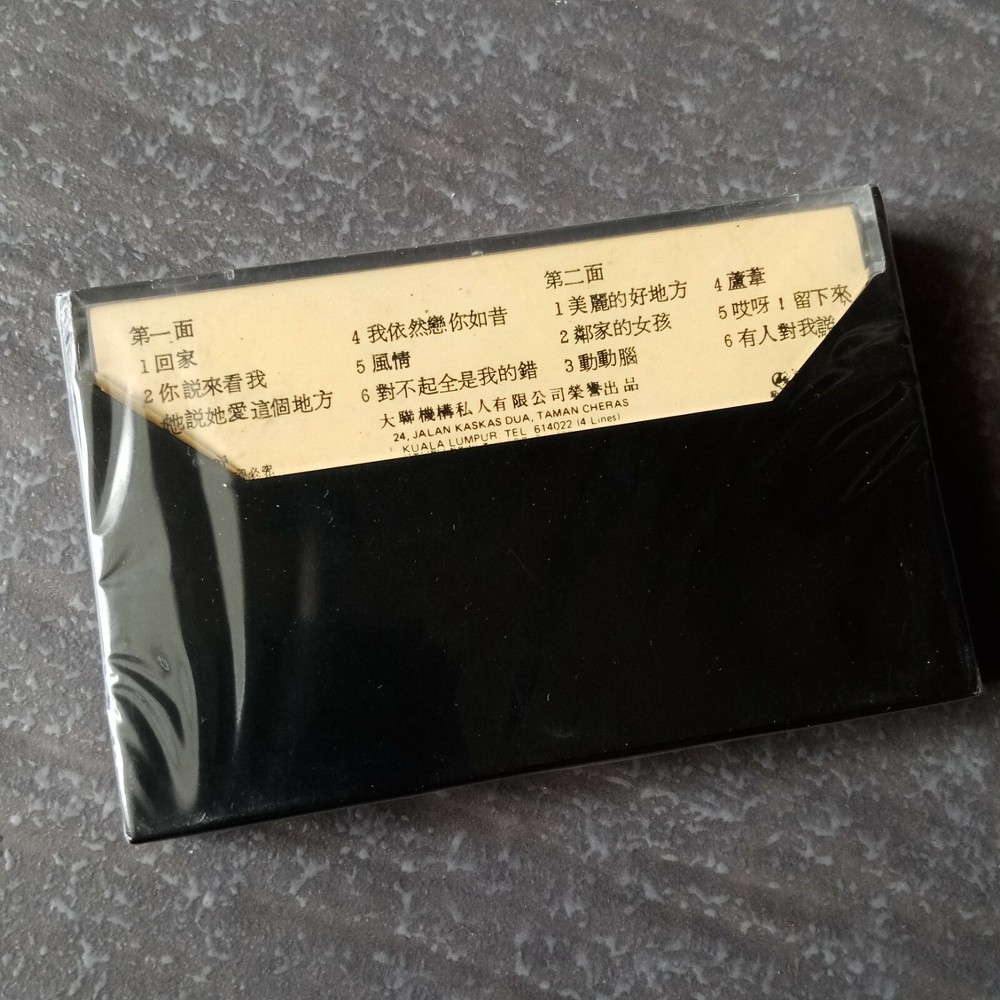 第一面
1 回家
2 你說來看我
她説她愛這個地方
4 我依然戀你如昔
5 風情
6 對不起全是我的錯
第二面
1 美麗的好地方
2 鄰家的女孩
3 動動腦
4 蘆葦
5 哎呀！留下來
6 有人對我說
大聯機構私人有限公司榮譽出品
24, JALAN KASKAS DUA, TAMAN CHERAS
KUALA LUMPUR TEL 614022 (4 Lines)
必究